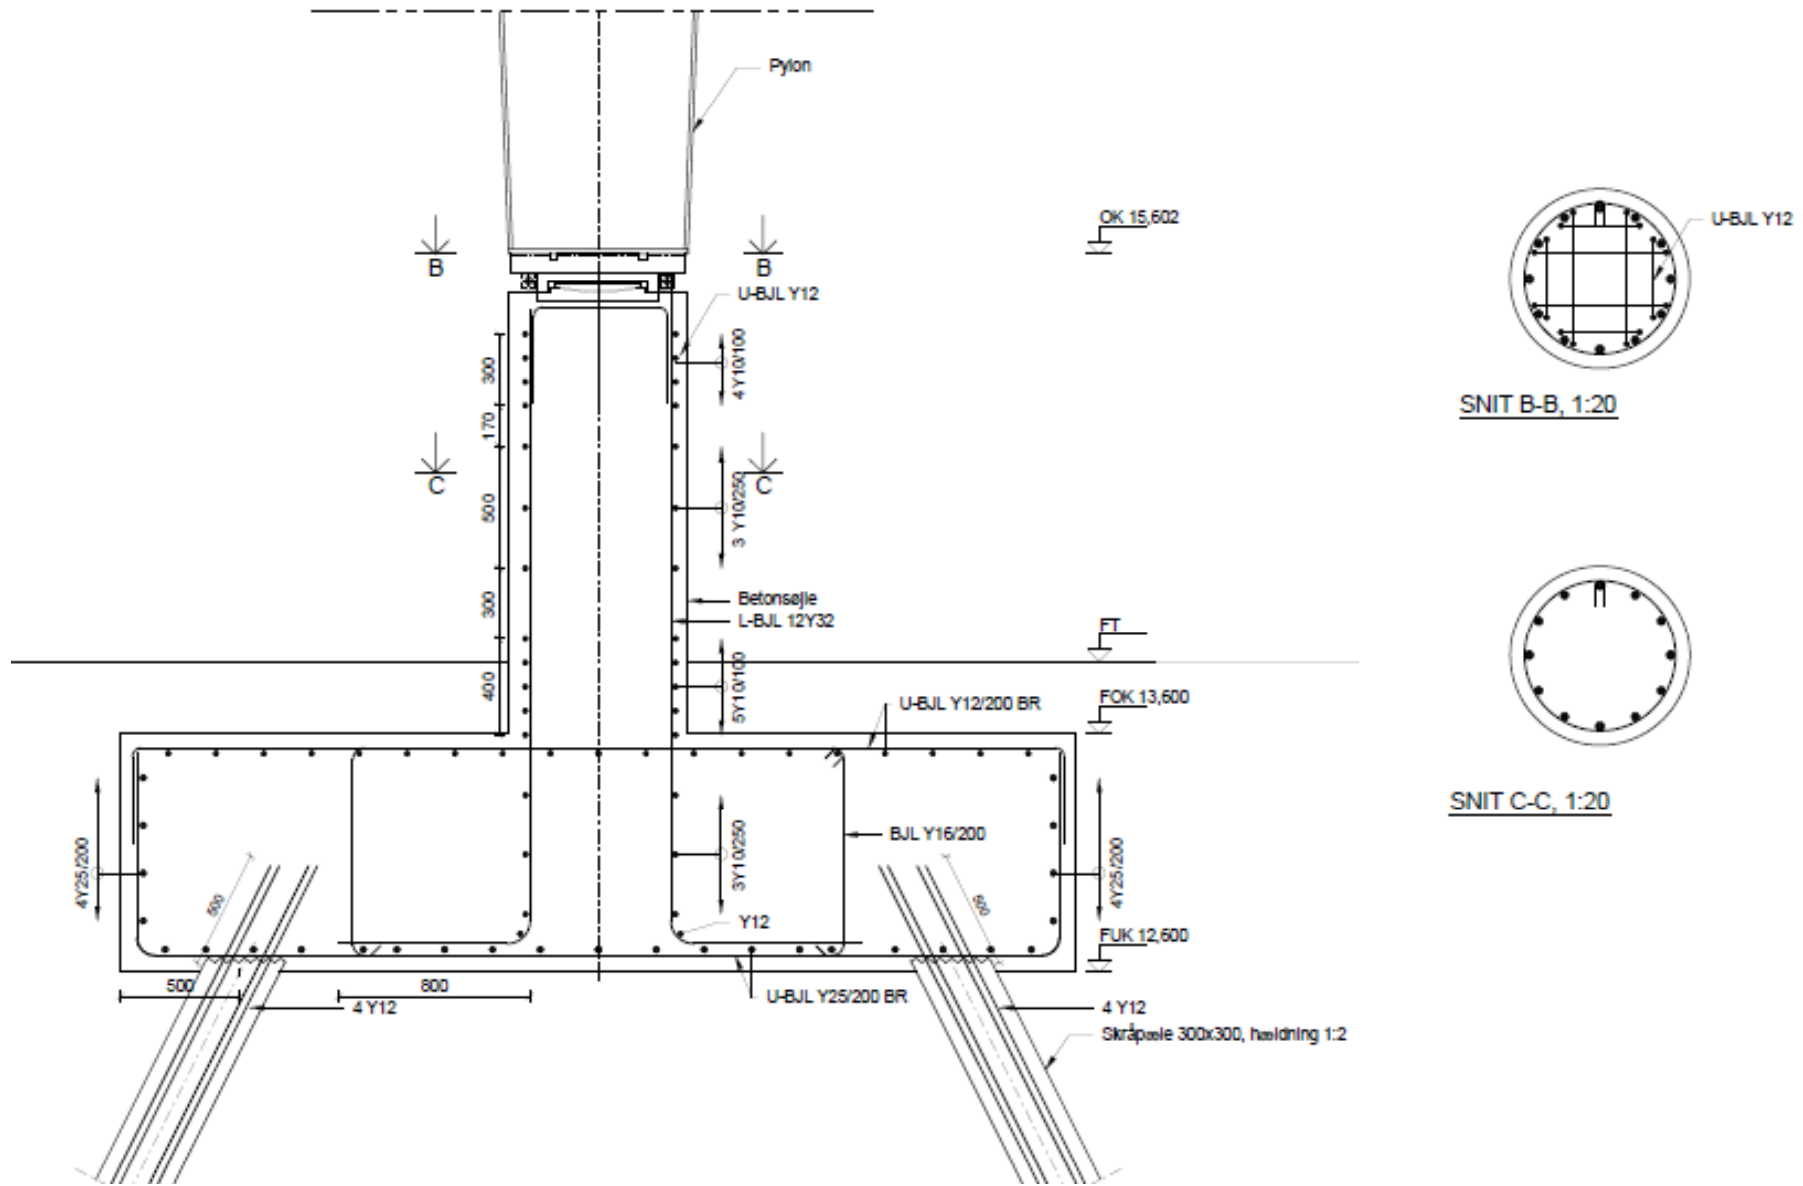 Pylon
OK 15,602
B
B
U-BJL Y12
U-BJL Y12
300
4Y10/100
SNIT B-B, 1:20
170
C
C
500
3 Y10/250
300
Betonsøjle
L-BJL 12Y32
FT
400
5Y10/100
U-BJL Y12/200 BR
FOK 13,600
SNIT C-C, 1:20
4Y25/200
3Y10/250
BJL Y16/200
4Y25/200
500
500
Y12
FUK 12,600
500
800
U-BJL Y25/200 BR
4 Y12
4 Y12
Skråpæle 300x300, hældning 1:2